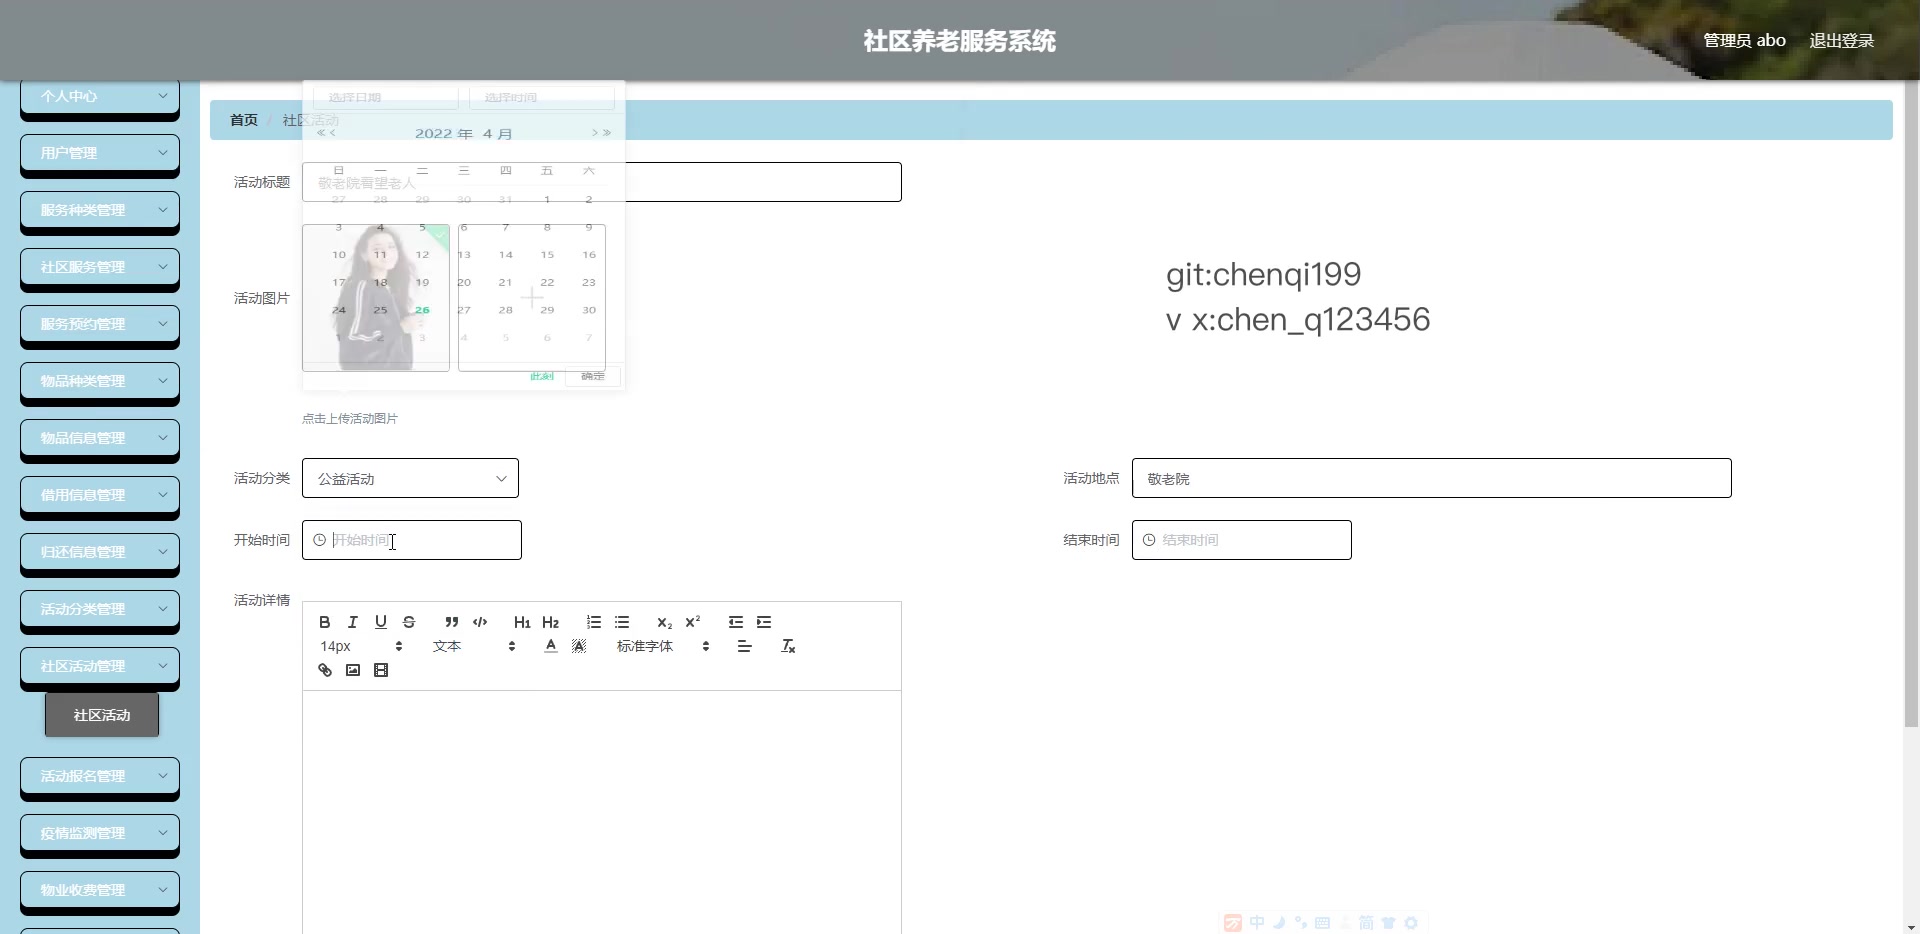 社区养老服务系统
管理员 abo 退出登录
个人中心
用户管理
服务种类管理
社区服务管理
服务预约管理
物品种类管理
物品信息管理
借用信息管理
归还信息管理
活动分类管理
社区活动管理
社区活动
活动报名管理
疫情监测管理
物业收费管理
首页 / 社区活动
选择日期 选择时间
2022 年 4 月
日 一 二 三 四 五 六
27 28 29 30 31 1 2
3 4 5 6 7 8 9
10 11 12 13 14 15 16
17 18 19 20 21 22 23
24 25 26 27 28 29 30
1 2 3 4 5 6 7
此刻 确定
活动标题 敬老院看望老人
活动图片
点击上传活动图片
git:chenqi199
v x:chen_q123456
活动分类 公益活动
活动地点 敬老院
开始时间 开始时间
结束时间 结束时间
活动详情
B I U S H1 H2 X2 X2
14px 文本 A A 标准字体 Tx
中 简